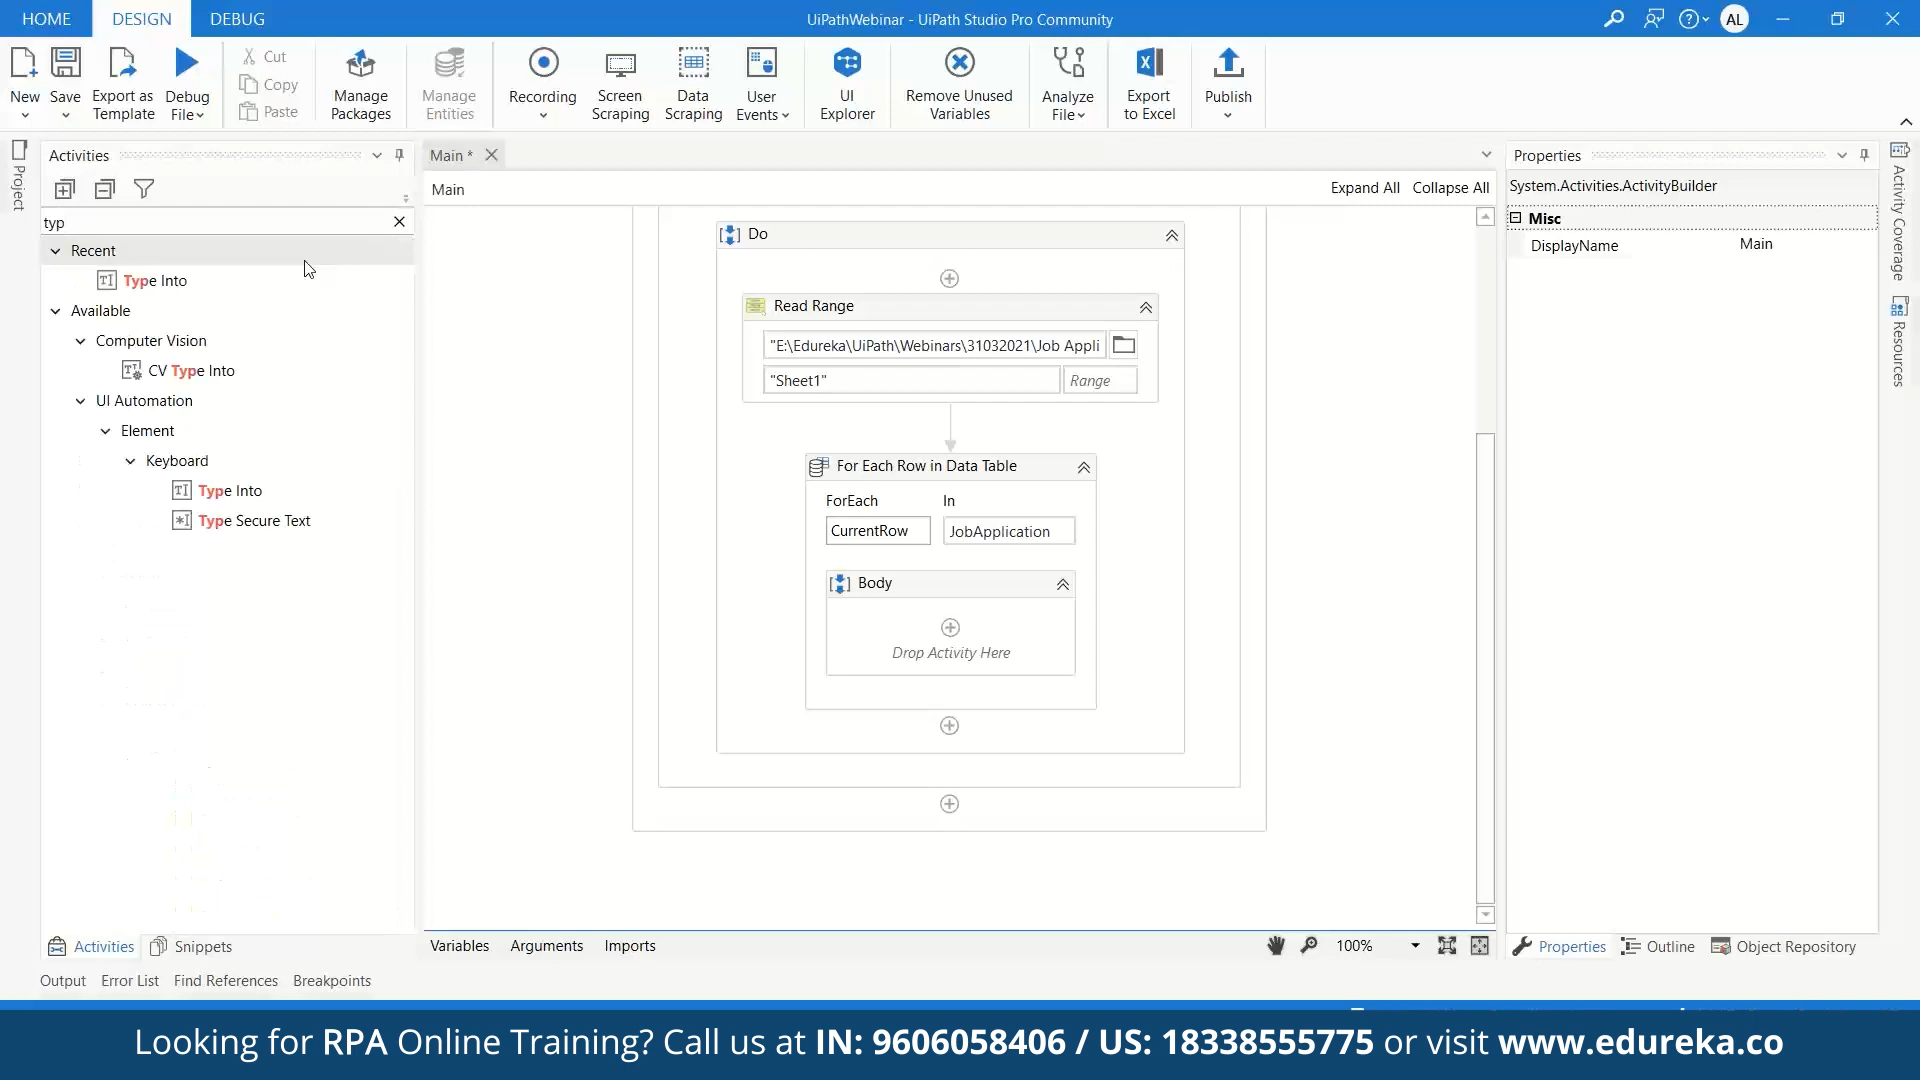 HOME DESIGN DEBUG UiPathWebinar - UiPath Studio Pro Community AL
New Save Export as Template Debug File Cut Copy Paste Manage Packages Manage Entities Recording Screen Scraping Data Scraping User Events UI Explorer Remove Unused Variables Analyze File Export to Excel Publish
Project
Activities
typ
Recent
Type Into
Available
Computer Vision
CV Type Into
UI Automation
Element
Keyboard
Type Into
Type Secure Text
Main *
Main Expand All Collapse All
Do
Read Range
"E:\Edureka\UiPath\Webinars\31032021\Job Appli
"Sheet1" Range
For Each Row in Data Table
ForEach In
CurrentRow JobApplication
Body
Drop Activity Here
Properties
System.Activities.ActivityBuilder
Misc
DisplayName Main
Activity Coverage
Resources
Activities Snippets
Variables Arguments Imports 100%
Properties Outline Object Repository
Output Error List Find References Breakpoints
Looking for RPA Online Training? Call us at IN: 9606058406 / US: 18338555775 or visit www.edureka.co